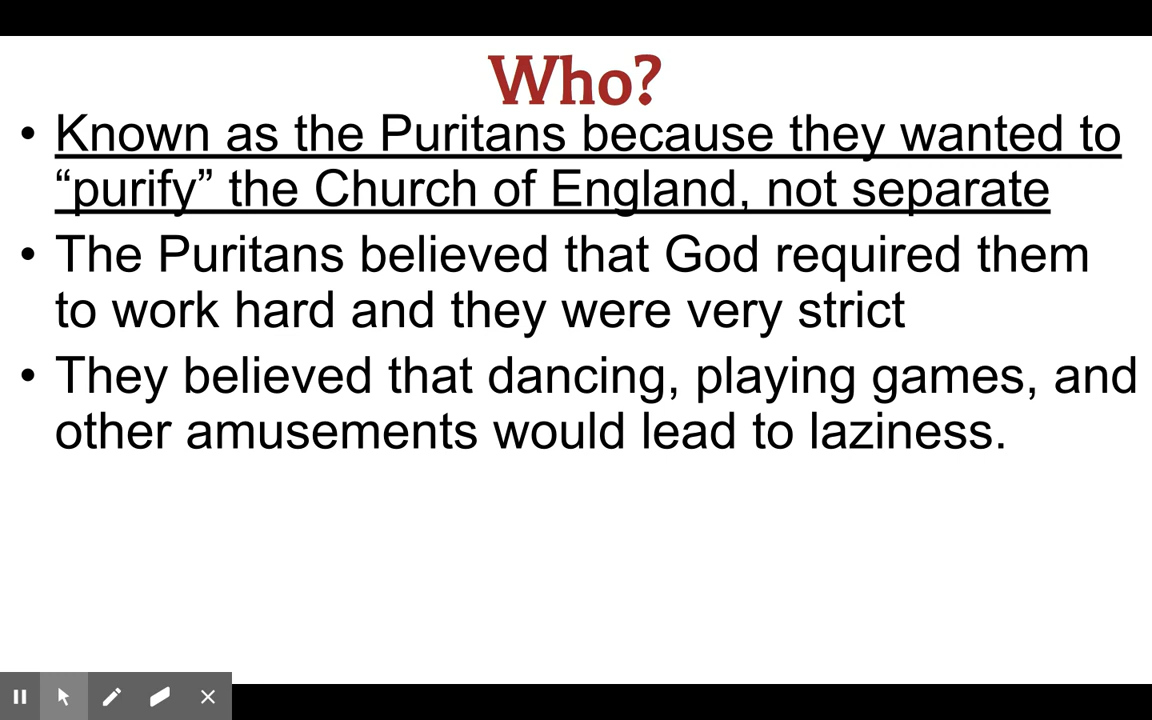 Who?
• Known as the Puritans because they wanted to
“purify” the Church of England, not separate
• The Puritans believed that God required them
to work hard and they were very strict
• They believed that dancing, playing games, and
other amusements would lead to laziness.